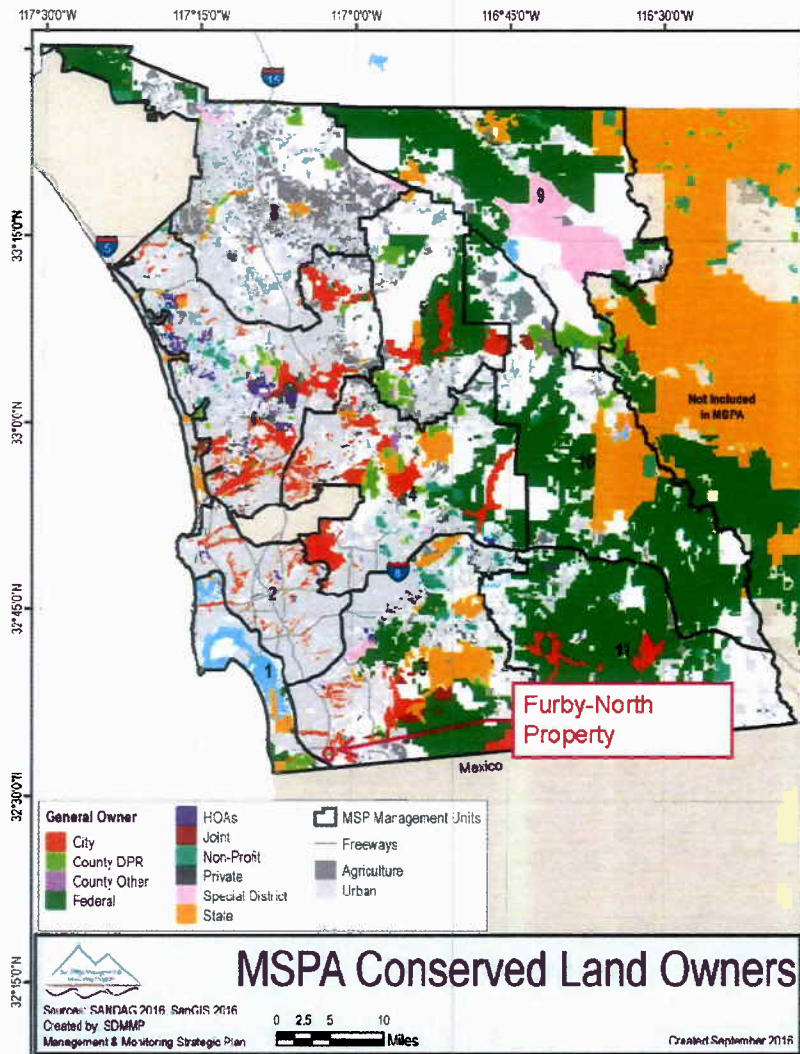 117°30'0"W 117°15'0"W 117°0'0"W 116°45'0"W 116°30'0"W
15
33°15'0"N
5
8
9
7
33°0'0"N
6
Not Included
in MSPA
10
4
8
32°45'0"N
2
11
1
3
Furby-North
Property
Mexico
32°30'0"N
General Owner
City
County DPR
County Other
Federal
HOAs
Joint
Non-Profit
Private
Special District
State
MSP Management Units
Freeways
Agriculture
Urban
32°15'0"N
MSPA Conserved Land Owners
Sources: SANDAG 2016, SanGIS 2016
Created by: SDMMP
Management & Monitoring Strategic Plan
0 2.5 5 10
Miles
Created September 2016